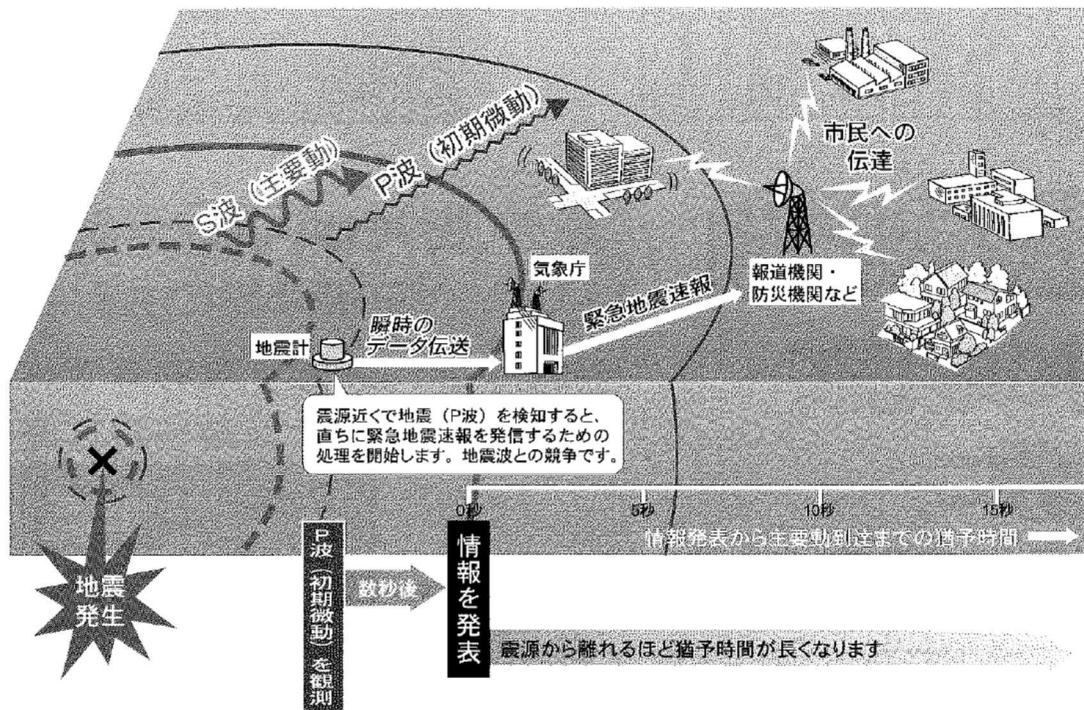 S波（主要動）
P波（初期微動）
市民への
伝達
気象庁
報道機関・
防災機関など
緊急地震速報
瞬時の
データ伝送
地震計
震源近くで地震（P波）を検知すると、
直ちに緊急地震速報を発信するための
処理を開始します。地震波との競争です。
0秒
5秒
10秒
15秒
情報発表から主要動到達までの猶予時間
地震
発生
P波（初期微動）を観測
数秒後
情報を発表
震源から離れるほど猶予時間が長くなります